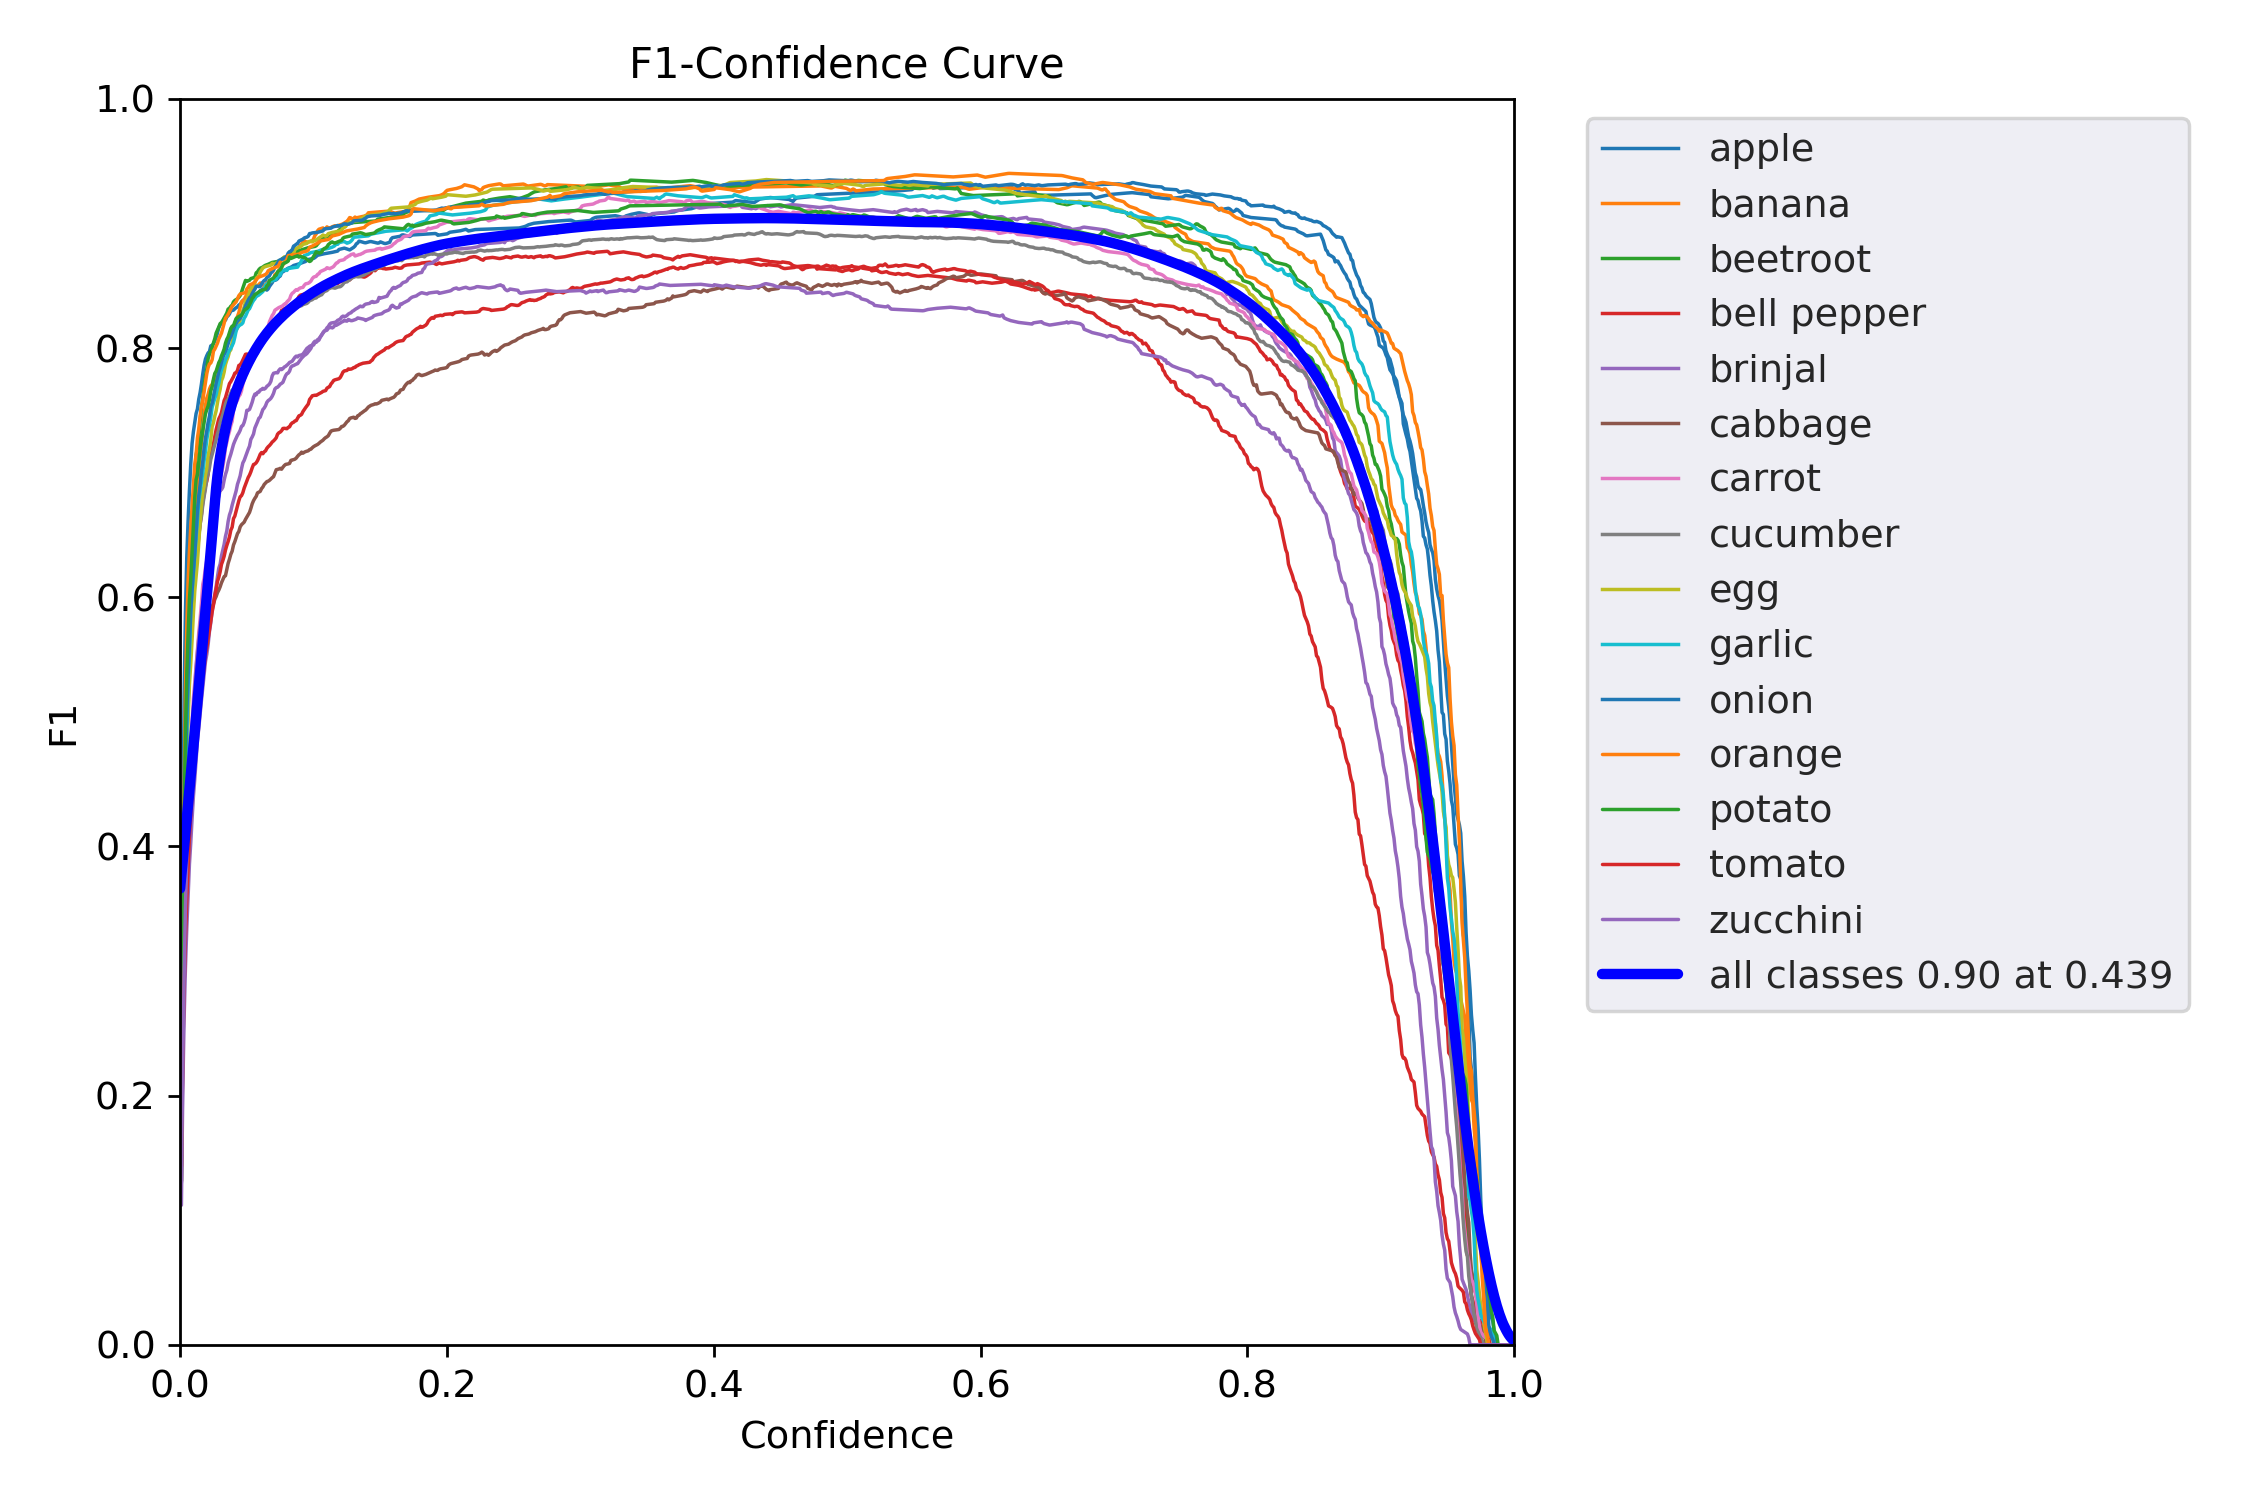 F1-Confidence Curve
1.0
0.8
0.6
0.4
0.2
0.0
F1
0.0 0.2 0.4 0.6 0.8 1.0
Confidence
apple
banana
beetroot
bell pepper
brinjal
cabbage
carrot
cucumber
egg
garlic
onion
orange
potato
tomato
zucchini
all classes 0.90 at 0.439